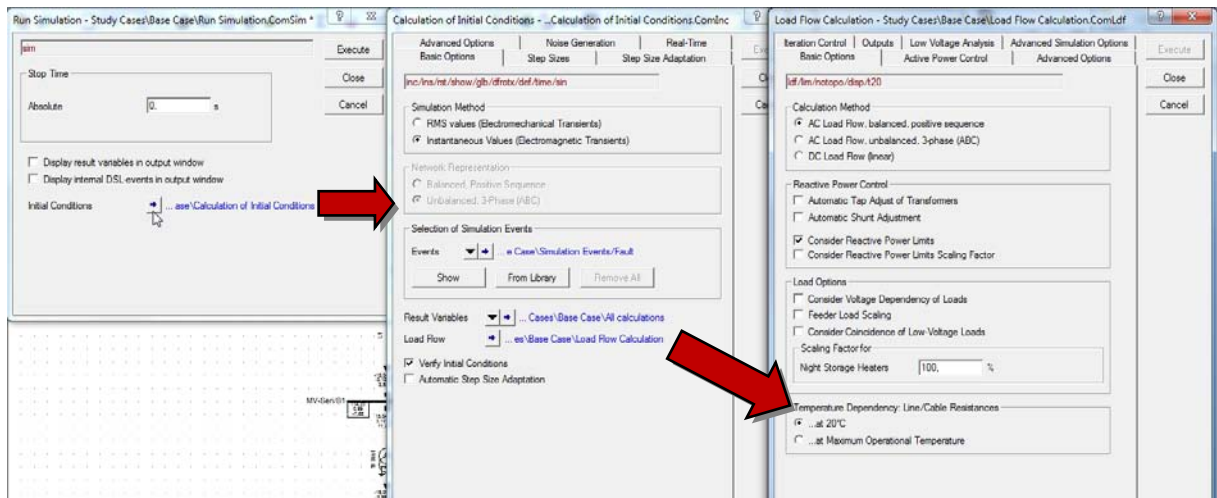 Run Simulation - Study Cases\Base Case\Run Simulation.ComSim *
sim
Execute
Stop Time
Close
Absolute 0. s
Cancel
Display result variables in output window
Display internal DSL-events in output window
Initial Conditions ... ase\Calculation of Initial Conditions
MV-Gen/B1
Calculation of Initial Conditions - ...Calculation of Initial Conditions.ComInc
Advanced Options Noise Generation Real-Time
Basic Options Step Sizes Step Size Adaptation
Simulation Method
RMS values (Electromechanical Transients)
Instantaneous Values (Electromagnetic Transients)
Network Representation
Balanced, Positive Sequence
Unbalanced, 3-Phase (ABC)
Selection of Simulation Events
Events ... e Case\Simulation Events/Fault
Show From Library Remove All
Result Variables ... Cases\Base Case\All calculations
Load Flow ... es\Base Case\Load Flow Calculation
Verify Initial Conditions
Automatic Step Size Adaptation
Load Flow Calculation - Study Cases\Base Case\Load Flow Calculation.ComLdf
Iteration Control Outputs Low Voltage Analysis Advanced Simulation Options
Basic Options Active Power Control Advanced Options
ldf/lim/notopo/disp/t20
Execute
Close
Cancel
Calculation Method
AC Load Flow, balanced, positive sequence
AC Load Flow, unbalanced, 3-phase (ABC)
DC Load Flow (linear)
Reactive Power Control
Automatic Tap Adjust of Transformers
Automatic Shunt Adjustment
Consider Reactive Power Limits
Consider Reactive Power Limits Scaling Factor
Load Options
Consider Voltage Dependency of Loads
Feeder Load Scaling
Consider Coincidence of Low-Voltage Loads
Scaling Factor for
Night Storage Heaters 100, %
Temperature Dependency: Line/Cable Resistances
...at 20°C
...at Maximum Operational Temperature